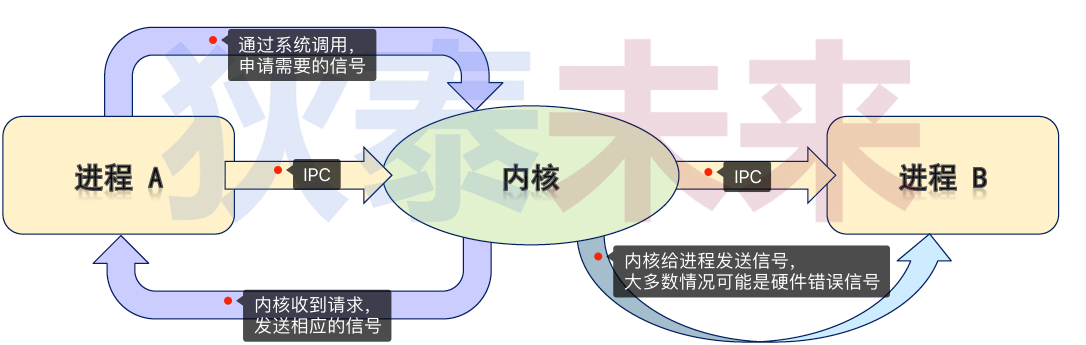 通过系统调用，
申请需要的信号
狄泰未来
进程 A
IPC
内核
IPC
进程 B
内核给进程发送信号，
大多数情况可能是硬件错误信号
内核收到请求，
发送相应的信号